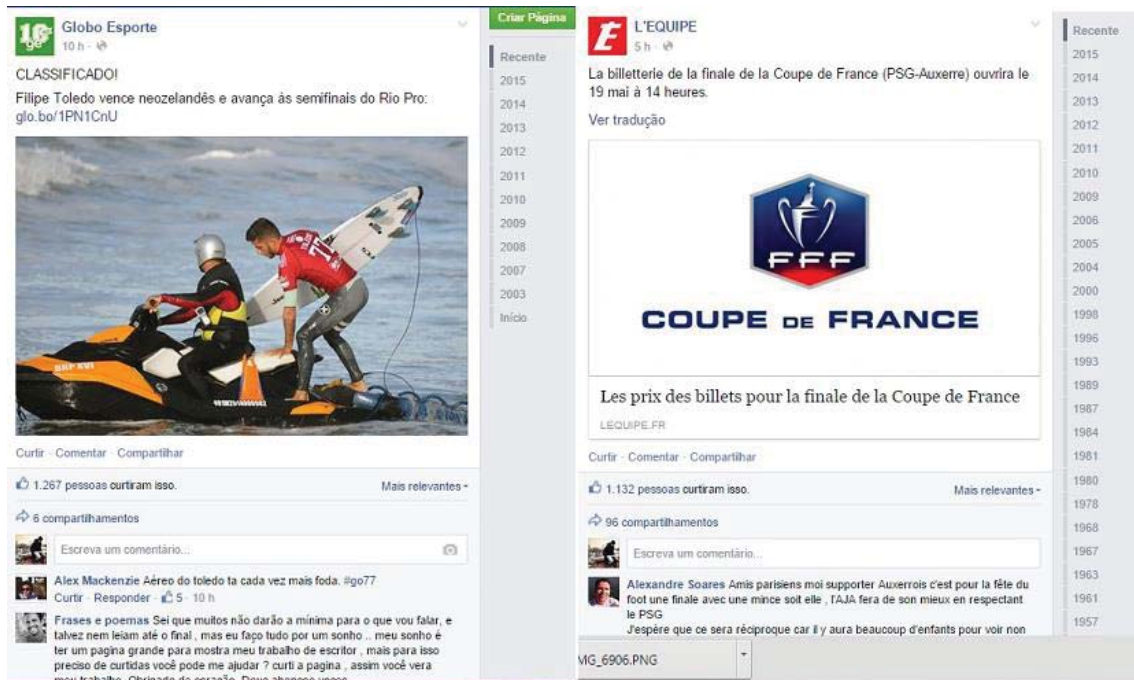 Globo Esporte
10 h
CLASSIFICADO!
Filipe Toledo vence neozelandês e avança às semifinais do Rio Pro:
glo.bo/1PN1CnU
77
Curtir · Comentar · Compartilhar
1.267 pessoas curtiram isso.
Mais relevantes
6 compartilhamentos
Escreva um comentário...
Alex Mackenzie Aéreo do toledo ta cada vez mais foda. #go77
Curtir · Responder · 5 · 10 h
Frases e poemas Sei que muitos não darão a mínima para o que vou falar, e
talvez nem leiam até o final , mas eu faço tudo por um sonho .. meu sonho é
ter um pagina grande para mostra meu trabalho de escritor , mais para isso
preciso de curtidas você pode me ajudar ? curti a pagina , assim você vera
Criar Página
Recente
2015
2014
2013
2012
2011
2010
2009
2008
2007
2003
Início
L'EQUIPE
5 h
La billetterie de la finale de la Coupe de France (PSG-Auxerre) ouvrira le
19 mai à 14 heures.
Ver tradução
FFF
COUPE DE FRANCE
Les prix des billets pour la finale de la Coupe de France
LEQUIPE.FR
Curtir · Comentar · Compartilhar
1.132 pessoas curtiram isso.
Mais relevantes
96 compartilhamentos
Escreva um comentário...
Alexandre Soares Amis parisiens moi supporter Auxerrois c'est pour la fête du
foot une finale avec une mince soit elle , l'AJA fera de son mieux en respectant
le PSG
J'espère que ce sera réciproque car il y aura beaucoup d'enfants pour voir non
MG_6906.PNG
Recente
2015
2014
2013
2012
2011
2010
2009
2006
2005
2004
2000
1998
1996
1993
1989
1987
1984
1981
1980
1978
1968
1967
1963
1961
1957